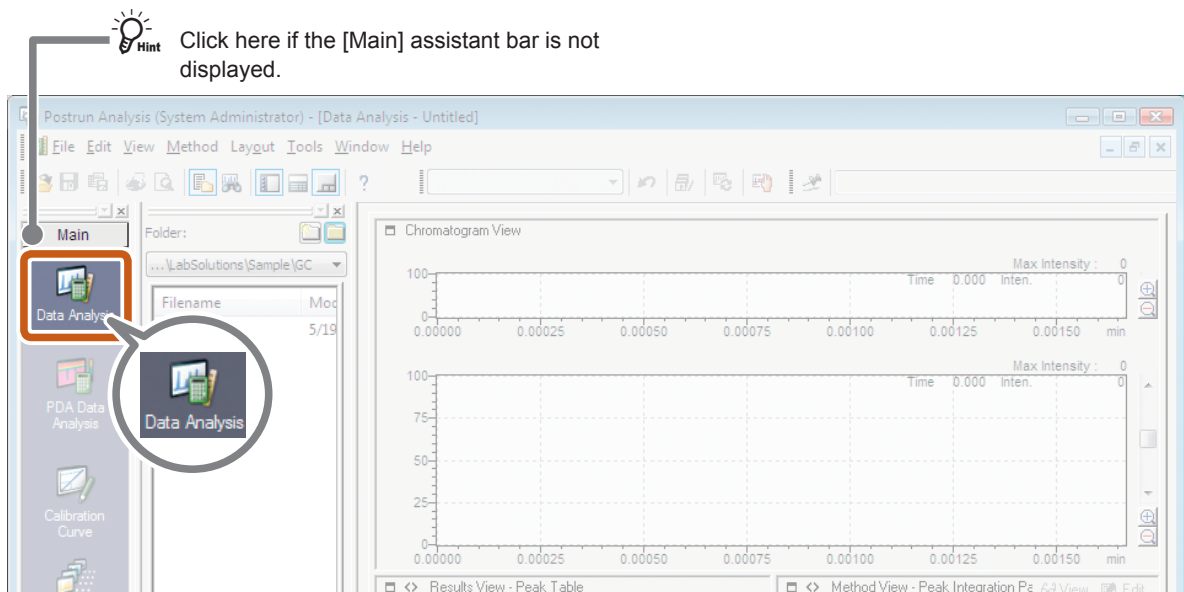 Hint Click here if the [Main] assistant bar is not
displayed.
Postrun Analysis (System Administrator) - [Data Analysis - Untitled]
File Edit View Method Layout Tools Window Help
?
Main
Folder:
...\LabSolutions\Sample\GC
Filename Mod
5/19
Data Analysis
Data Analysis
PDA Data
Analysis
Calibration
Curve
Chromatogram View
Max Intensity : 0
Time 0.000 Inten. 0
100
0
0.00000 0.00025 0.00050 0.00075 0.00100 0.00125 0.00150 min
Max Intensity : 0
Time 0.000 Inten. 0
100
75
50
25
0
0.00000 0.00025 0.00050 0.00075 0.00100 0.00125 0.00150 min
Results View - Peak Table
Method View - Peak Integration Pa View Edit